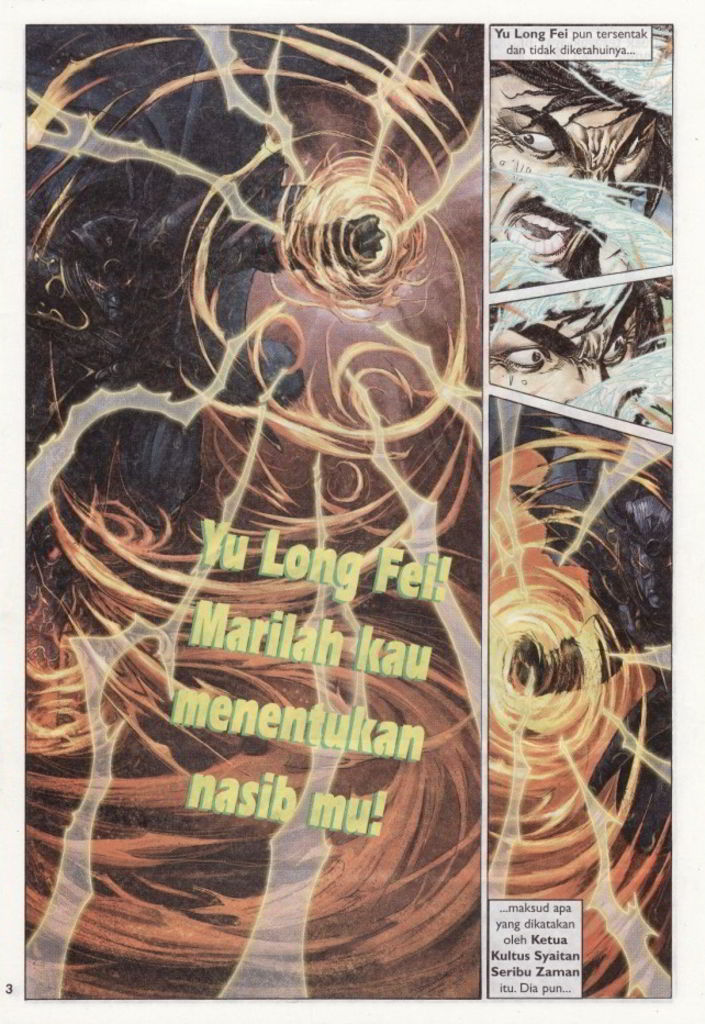 Yu Long Fei!
Marilah kau
menentukan
nasib mu!
Yu Long Fei pun tersentak
dan tidak diketahuinya...
...maksud apa
yang dikatakan
oleh Ketua
Kultus Syaitan
Seribu Zaman
itu. Dia pun...
3